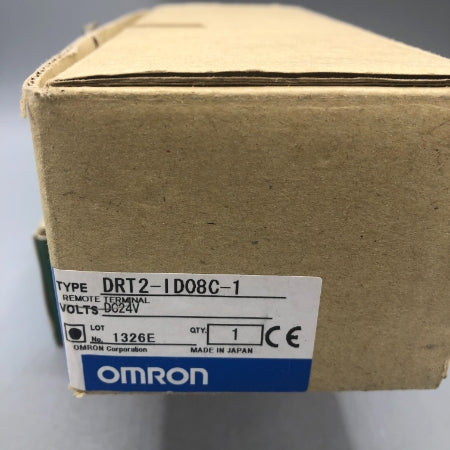 TYPE DRT2-ID08C-1
REMOTE TERMINAL
VOLTS DC24V
LOT No. 1326E QTY. 1 CE
OMRON Corporation MADE IN JAPAN
OMRON